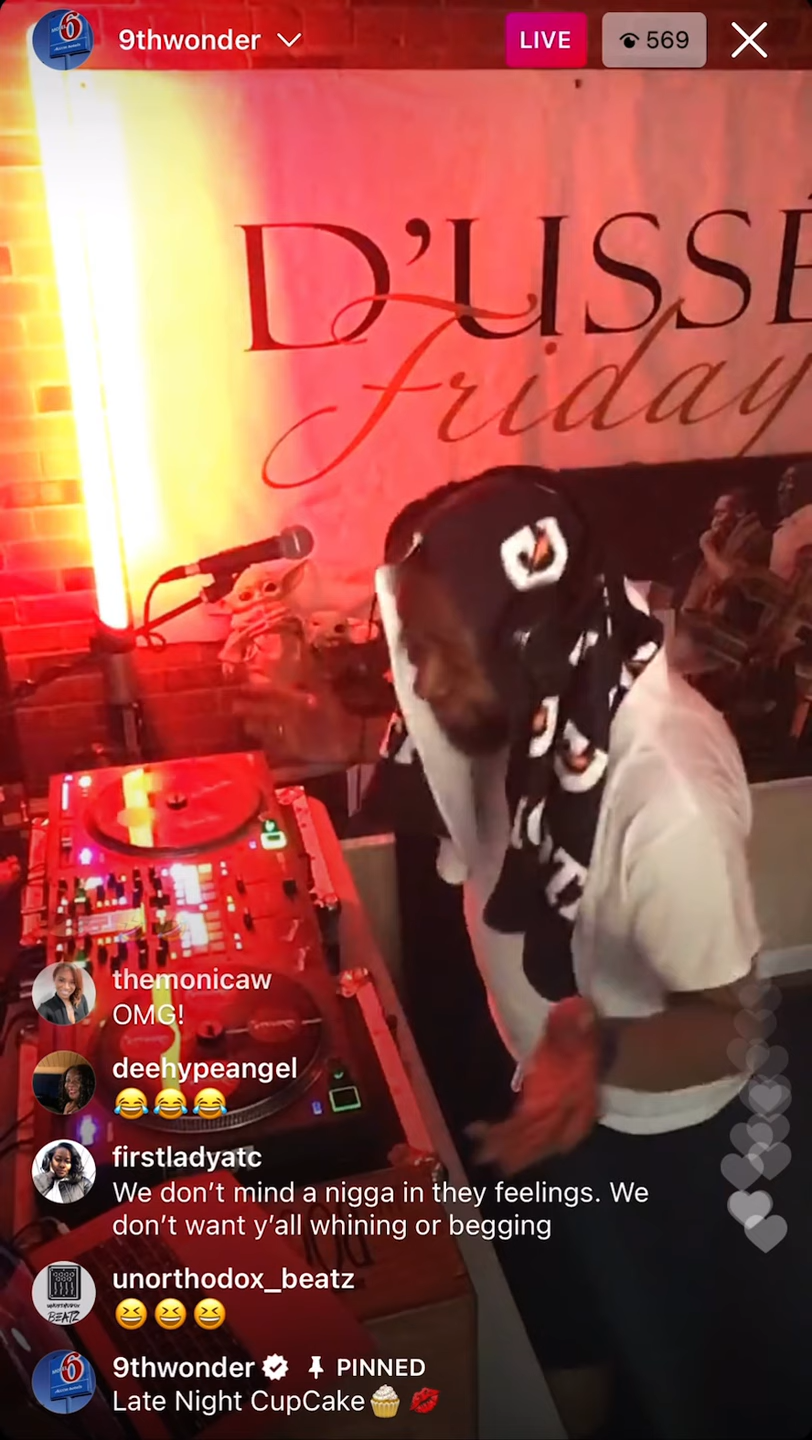 9thwonder
LIVE
569
D'USSÉ
Friday
themonicaw
OMG!
deehypeangel
😂😂😂
firstladyatc
We don't mind a nigga in they feelings. We
don't want y'all whining or begging
unorthodox_beatz
😆😆😆
9thwonder PINNED
Late Night CupCake🧁💋